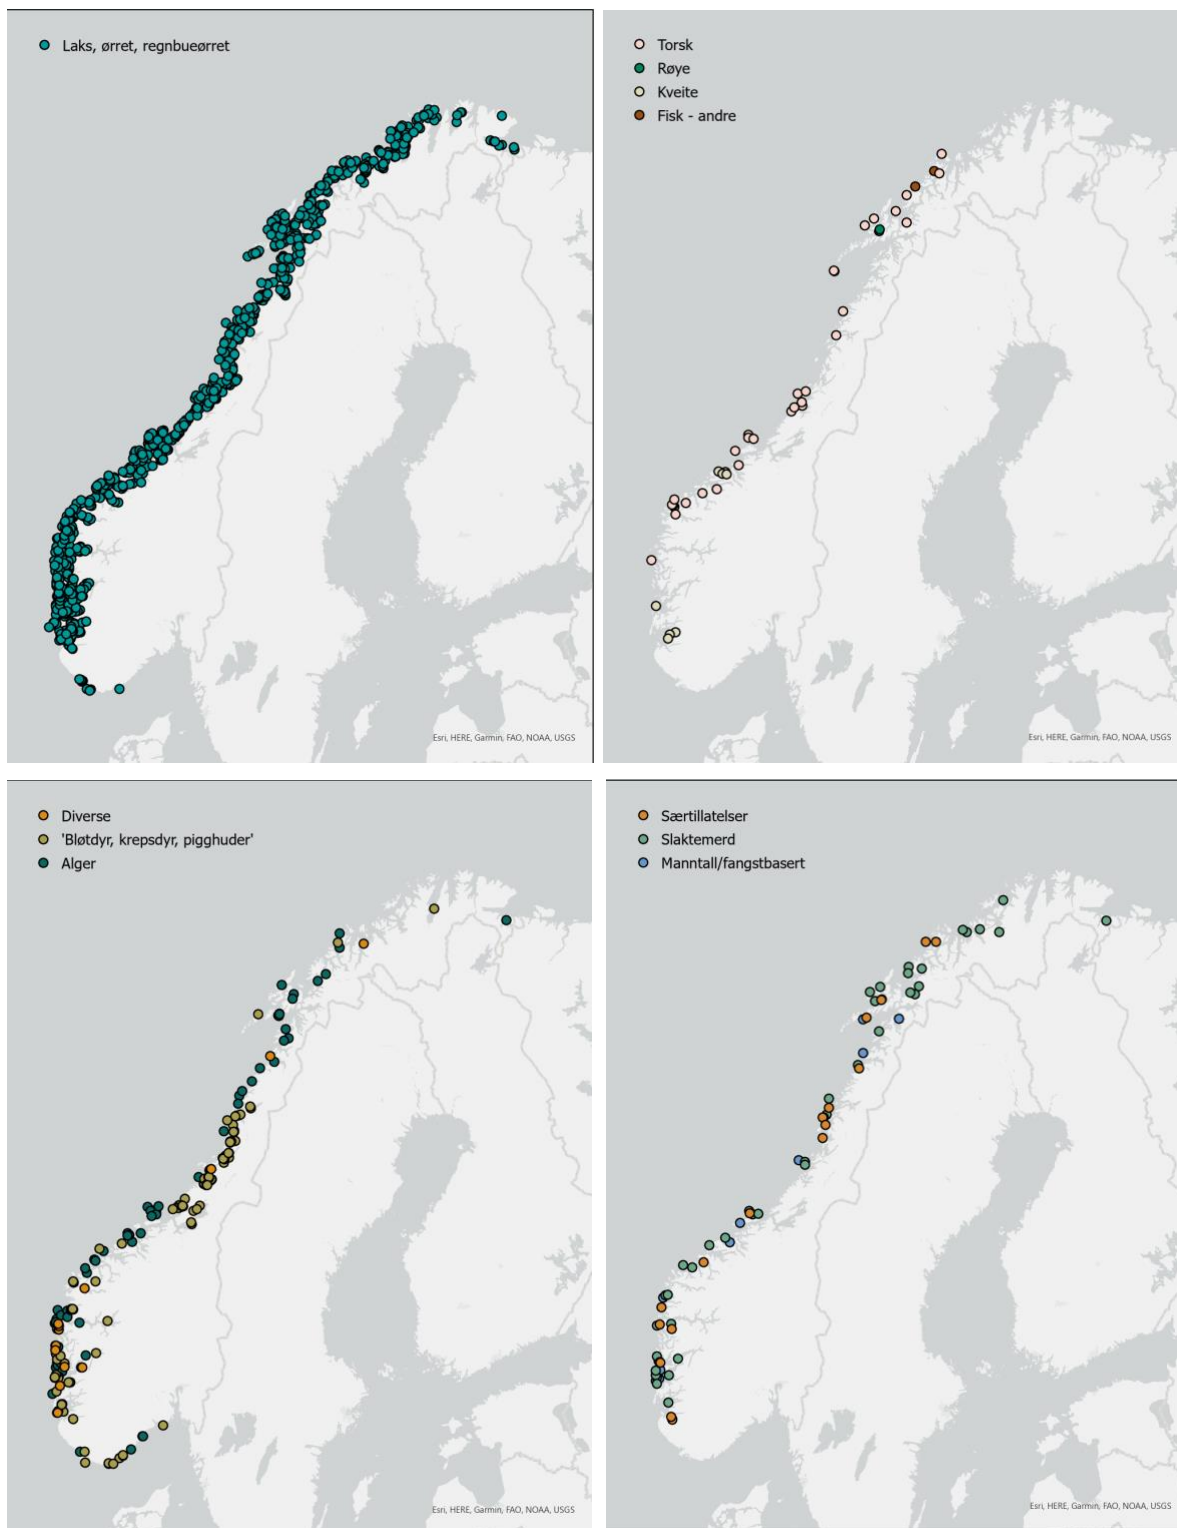 Laks, ørret, regnbueørret
Esri, HERE, Garmin, FAO, NOAA, USGS
Torsk
Røye
Kveite
Fisk - andre
Esri, HERE, Garmin, FAO, NOAA, USGS
Diverse
'Bløtdyr, krepsdyr, pigghuder'
Alger
Esri, HERE, Garmin, FAO, NOAA, USGS
Særtillatelser
Slaktemerd
Manntall/fangstbasert
Esri, HERE, Garmin, FAO, NOAA, USGS